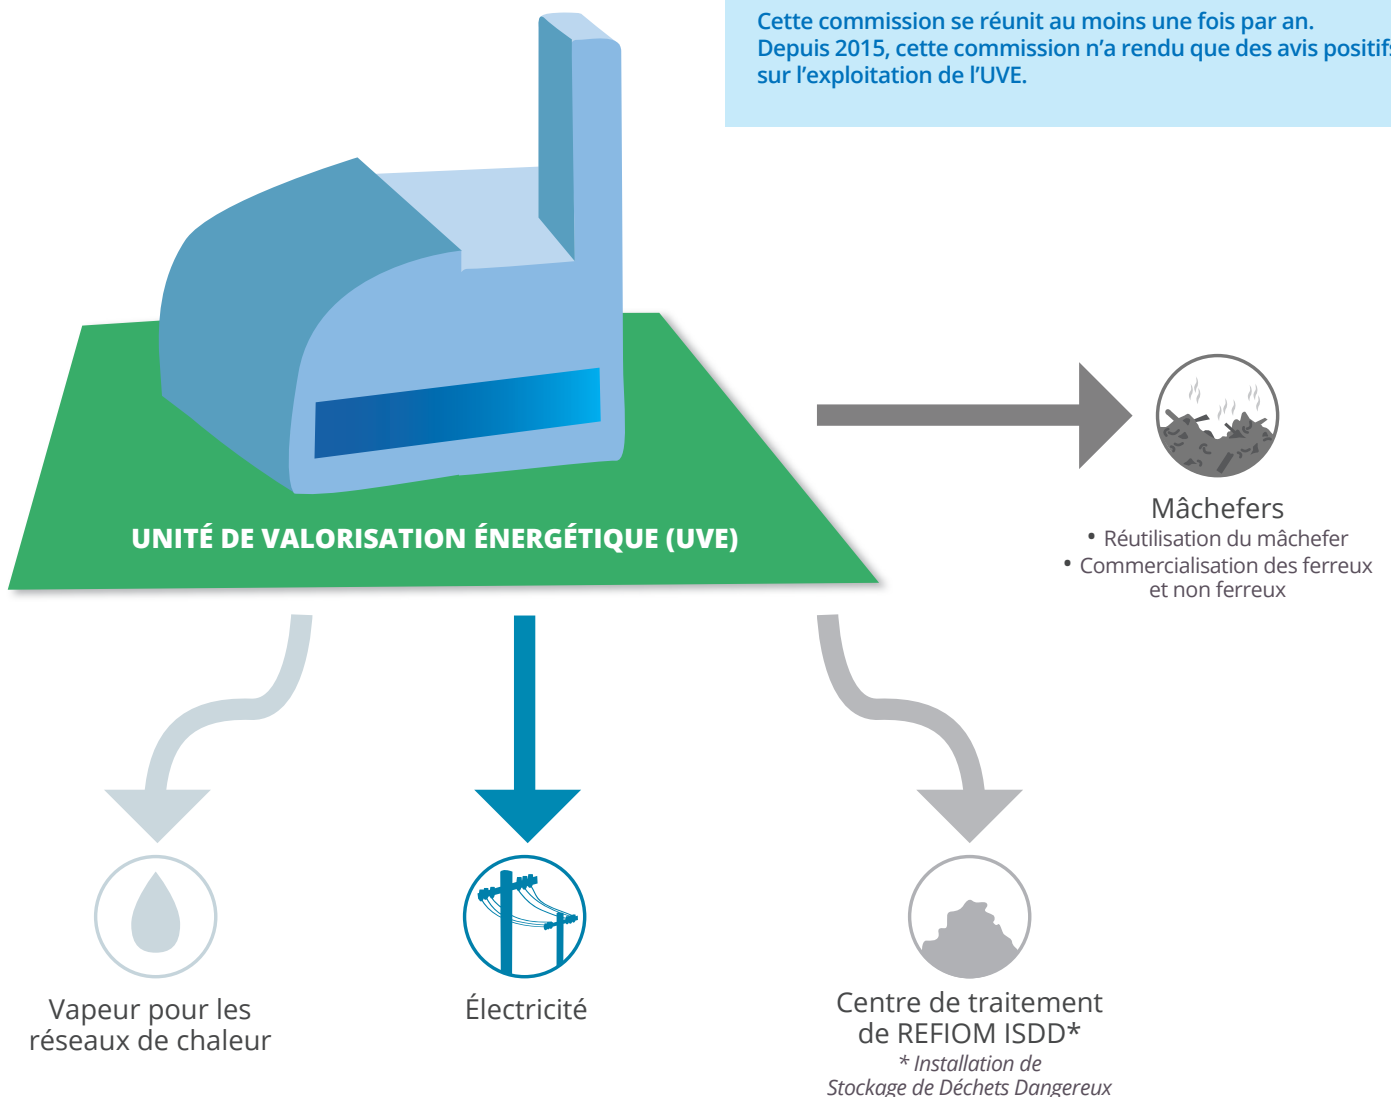 Cette commission se réunit au moins une fois par an.
Depuis 2015, cette commission n'a rendu que des avis positifs
sur l'exploitation de l'UVE.
UNITÉ DE VALORISATION ÉNERGÉTIQUE (UVE)
Mâchefers
• Réutilisation du mâchefer
• Commercialisation des ferreux
et non ferreux
Vapeur pour les
réseaux de chaleur
Électricité
Centre de traitement
de REFIOM ISDD*
* Installation de
Stockage de Déchets Dangereux